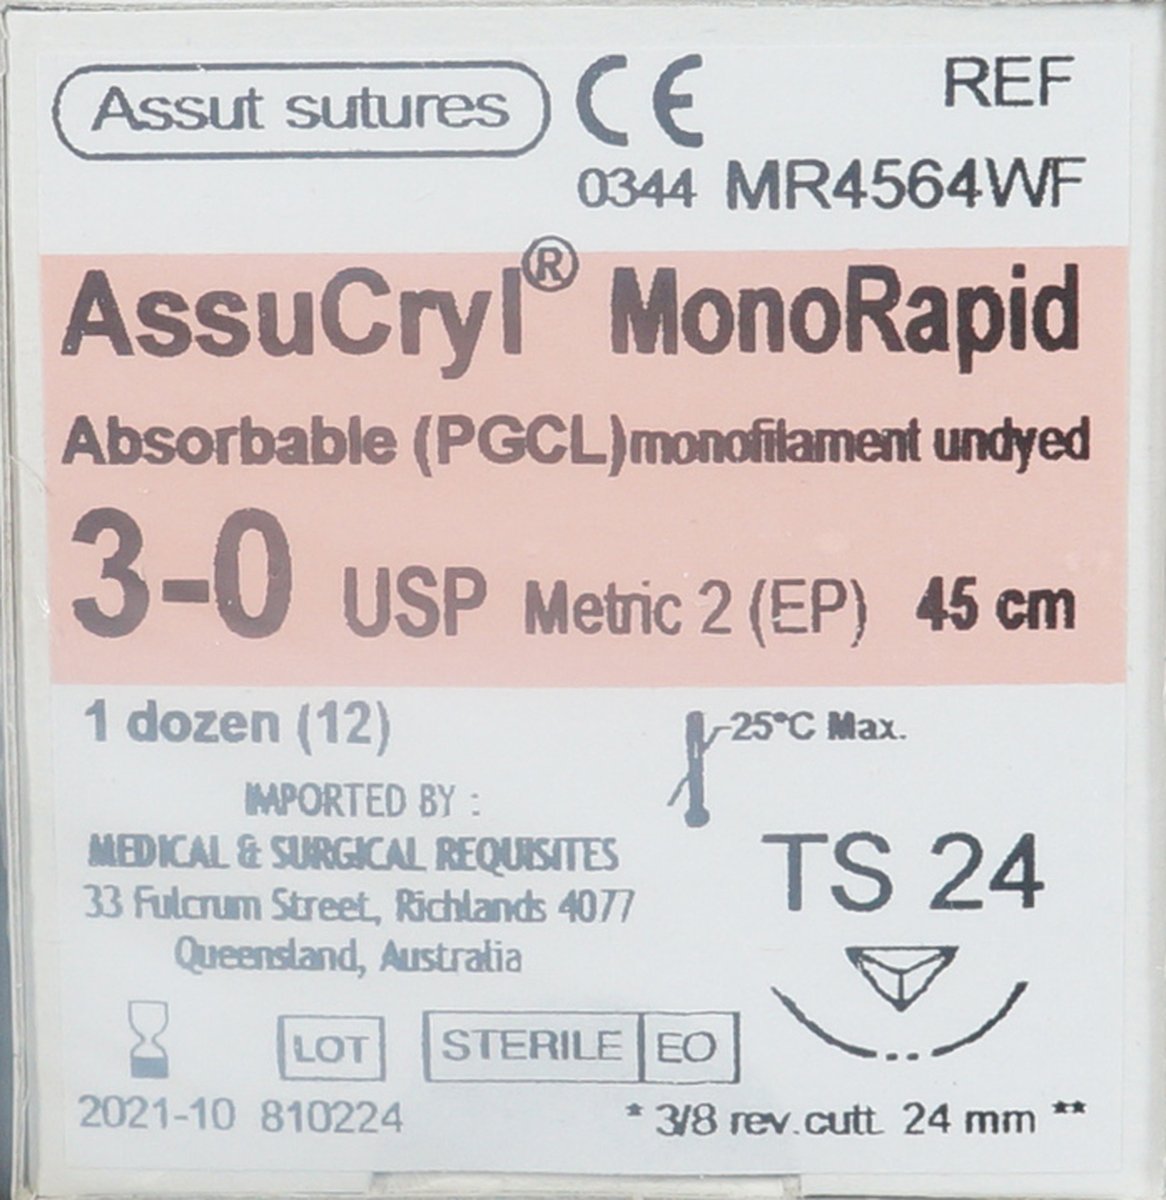 Assut sutures CE REF
0344 MR4564WF
AssuCryl® MonoRapid
Absorbable (PGCL) monofilament undyed
3-0 USP Metric 2 (EP) 45 cm
1 dozen (12) 25°C Max.
IMPORTED BY :
MEDICAL & SURGICAL REQUISITES
33 Fulcrum Street, Richlands 4077
Queensland, Australia
TS 24
LOT STERILE EO
2021-10 810224 * 3/8 rev.cutt. 24 mm **